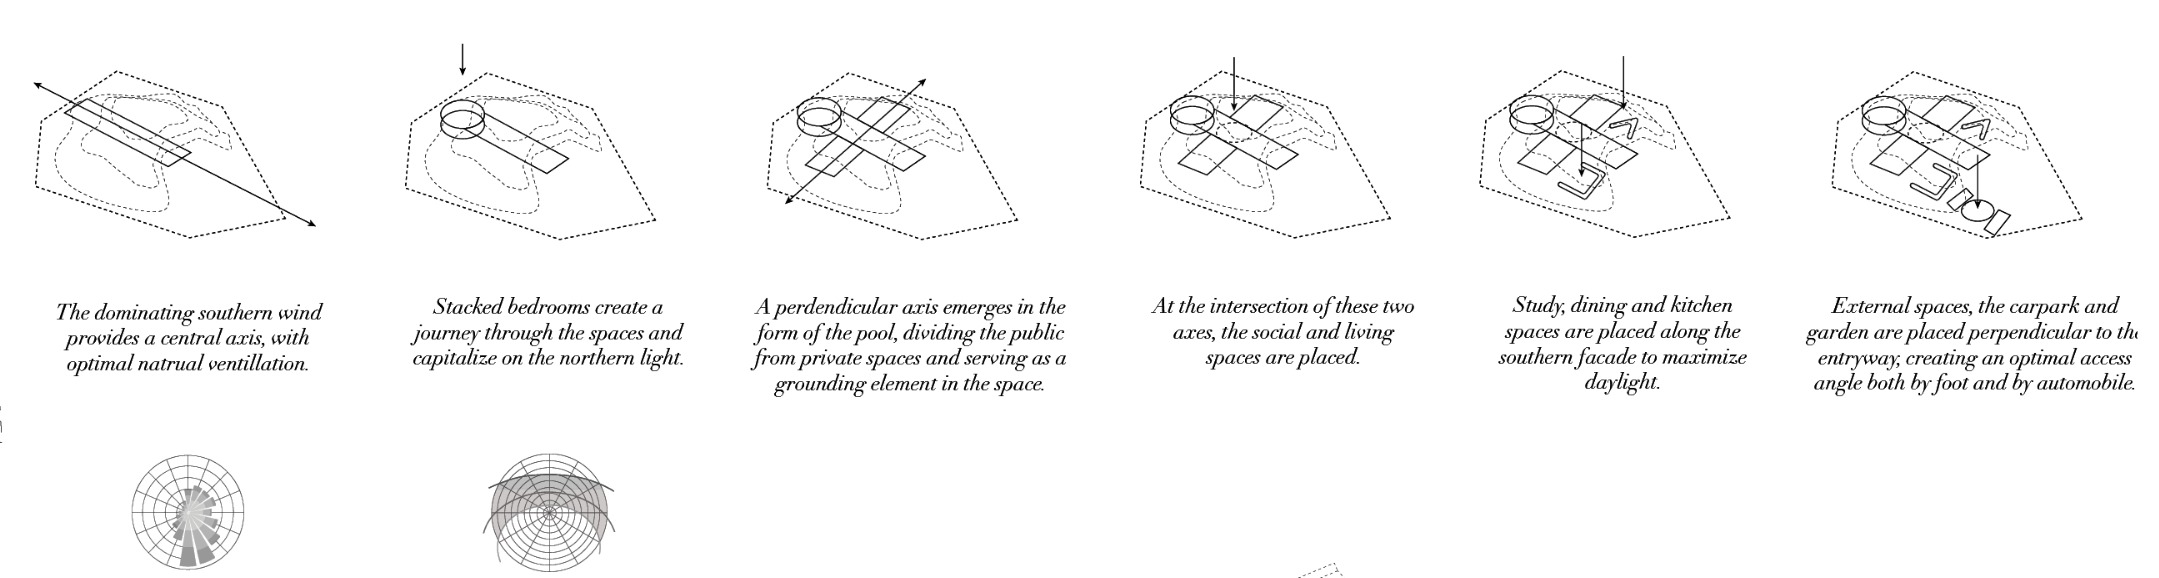 The dominating southern wind
provides a central axis, with
optimal natrual ventillation.
Stacked bedrooms create a
journey through the spaces and
capitalize on the northern light.
A perdendicular axis emerges in the
form of the pool, dividing the public
from private spaces and serving as a
grounding element in the space.
At the intersection of these two
axes, the social and living
spaces are placed.
Study, dining and kitchen
spaces are placed along the
southern facade to maximize
daylight.
External spaces, the carpark and
garden are placed perpendicular to the
entryway, creating an optimal access
angle both by foot and by automobile.